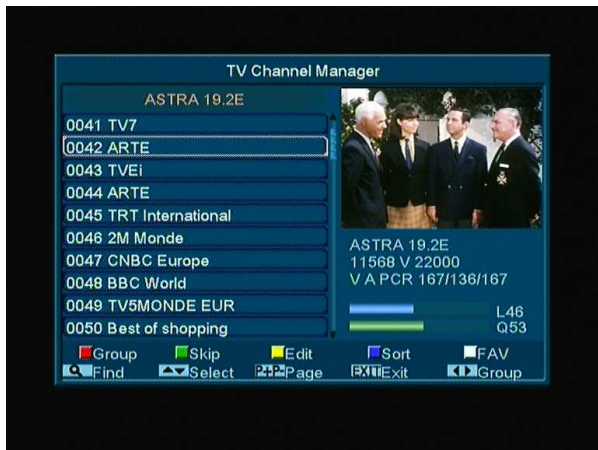 TV Channel Manager
ASTRA 19.2E
0041 TV7
0042 ARTE
0043 TVEi
0044 ARTE
0045 TRT International
0046 2M Monde
0047 CNBC Europe
0048 BBC World
0049 TV5MONDE EUR
0050 Best of shopping
ASTRA 19.2E
11568 V 22000
V A PCR 167/136/167
L46
Q53
Group Skip Edit Sort FAV
Find Select P+P- Page EXIT Exit Group